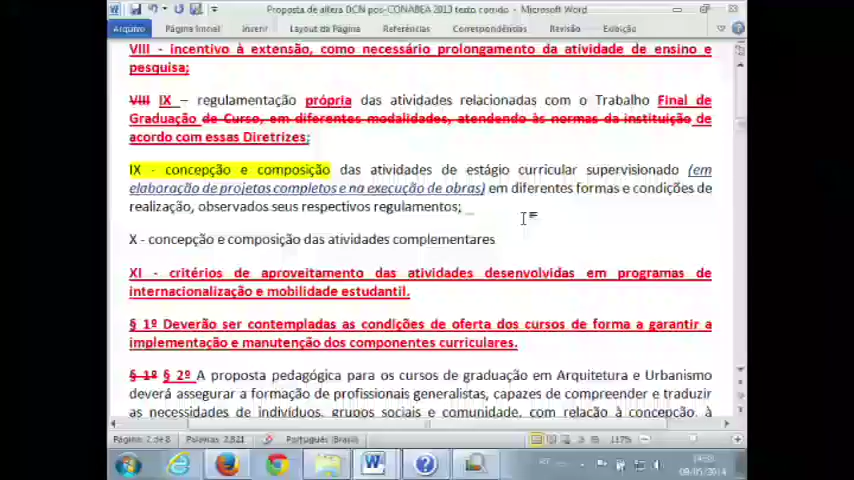 Proposta de altera DCN pos-CONABEA 2013 texto corrido - Microsoft Word
Arquivo Página Inicial Inserir Layout da Página Referências Correspondências Revisão Exibição
VIII - incentivo à extensão, como necessário prolongamento da atividade de ensino e
pesquisa;
VIII IX – regulamentação própria das atividades relacionadas com o Trabalho Final de
Graduação de Curso, em diferentes modalidades, atendendo às normas da instituição de
acordo com essas Diretrizes;
IX - concepção e composição das atividades de estágio curricular supervisionado (em
elaboração de projetos completos e na execução de obras) em diferentes formas e condições de
realização, observados seus respectivos regulamentos;
X - concepção e composição das atividades complementares
XI - critérios de aproveitamento das atividades desenvolvidas em programas de
internacionalização e mobilidade estudantil.
§ 1º Deverão ser contempladas as condições de oferta dos cursos de forma a garantir a
implementação e manutenção dos componentes curriculares.
§ 1º § 2º A proposta pedagógica para os cursos de graduação em Arquitetura e Urbanismo
deverá assegurar a formação de profissionais generalistas, capazes de compreender e traduzir
as necessidades de indivíduos, grupos sociais e comunidade, com relação à concepção, à
Página: 2 de 8 Palavras: 2.821 Português (Brasil) 117%
09/05/2014